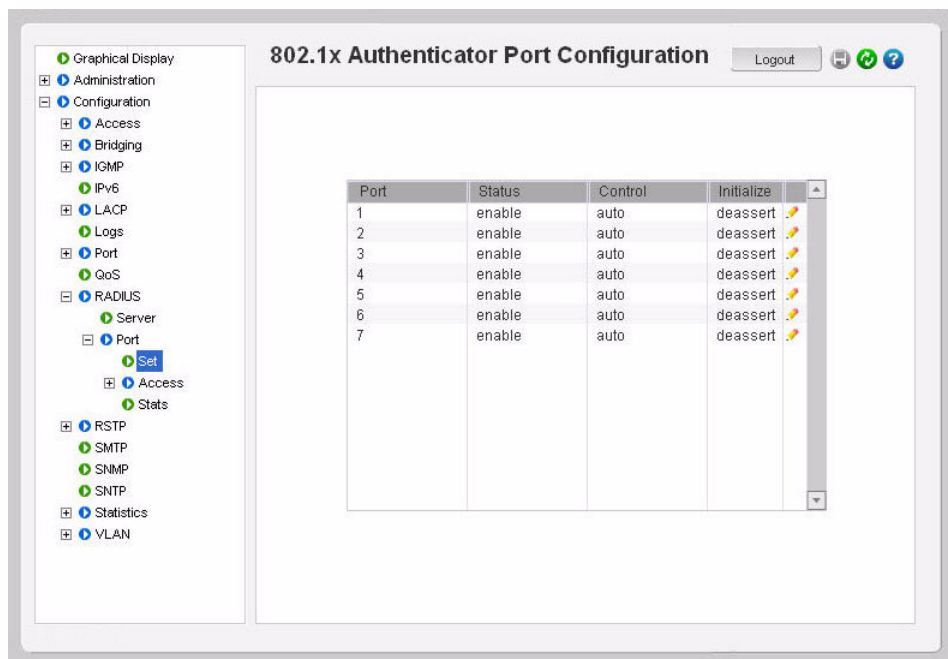 802.1x Authenticator Port Configuration
Logout
Graphical Display
Administration
Configuration
Access
Bridging
IGMP
IPv6
LACP
Logs
Port
QoS
RADIUS
Server
Port
Set
Access
Stats
RSTP
SMTP
SNMP
SNTP
Statistics
VLAN
Port Status Control Initialize
1 enable auto deassert
2 enable auto deassert
3 enable auto deassert
4 enable auto deassert
5 enable auto deassert
6 enable auto deassert
7 enable auto deassert